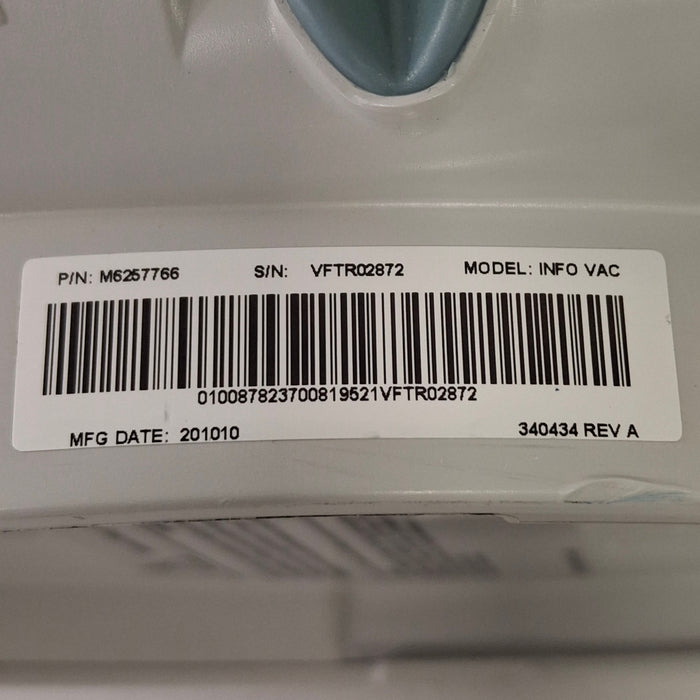 P/N: M6257766 S/N: VFTR02872 MODEL: INFO VAC
010087823700819521VFTR02872
MFG DATE: 201010 340434 REV A